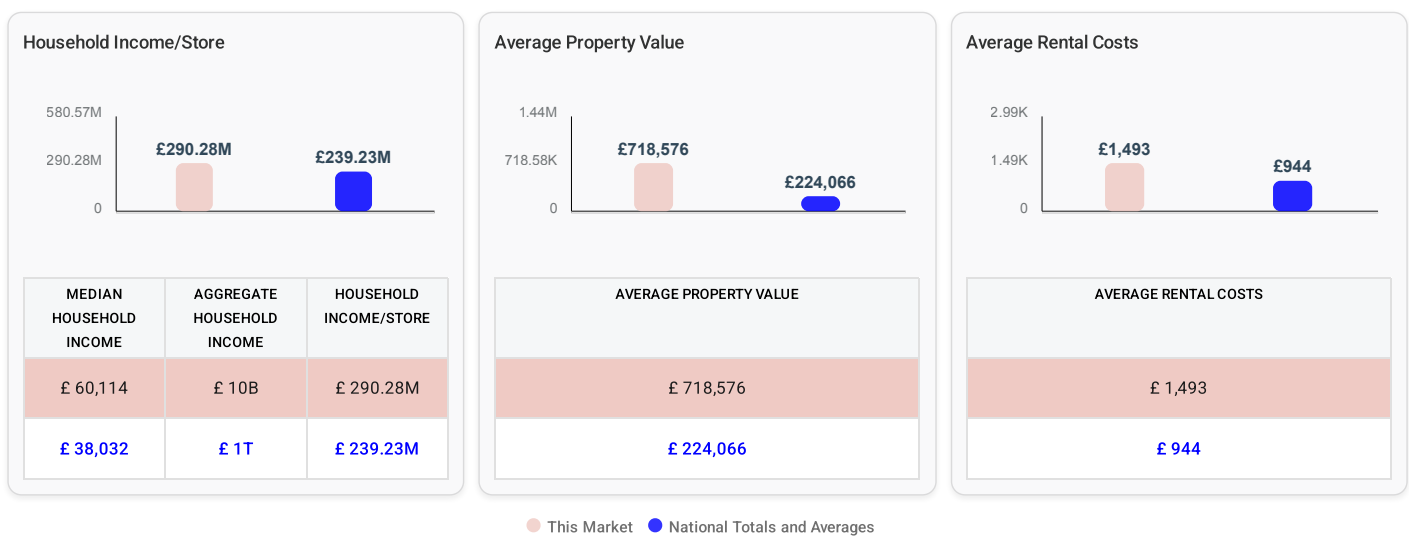 Household Income/Store
580.57M
290.28M
0
£290.28M
£239.23M
MEDIAN HOUSEHOLD INCOME
AGGREGATE HOUSEHOLD INCOME
HOUSEHOLD INCOME/STORE
£ 60,114
£ 10B
£ 290.28M
£ 38,032
£ 1T
£ 239.23M
Average Property Value
1.44M
718.58K
0
£718,576
£224,066
AVERAGE PROPERTY VALUE
£ 718,576
£ 224,066
Average Rental Costs
2.99K
1.49K
0
£1,493
£944
AVERAGE RENTAL COSTS
£ 1,493
£ 944
This Market
National Totals and Averages